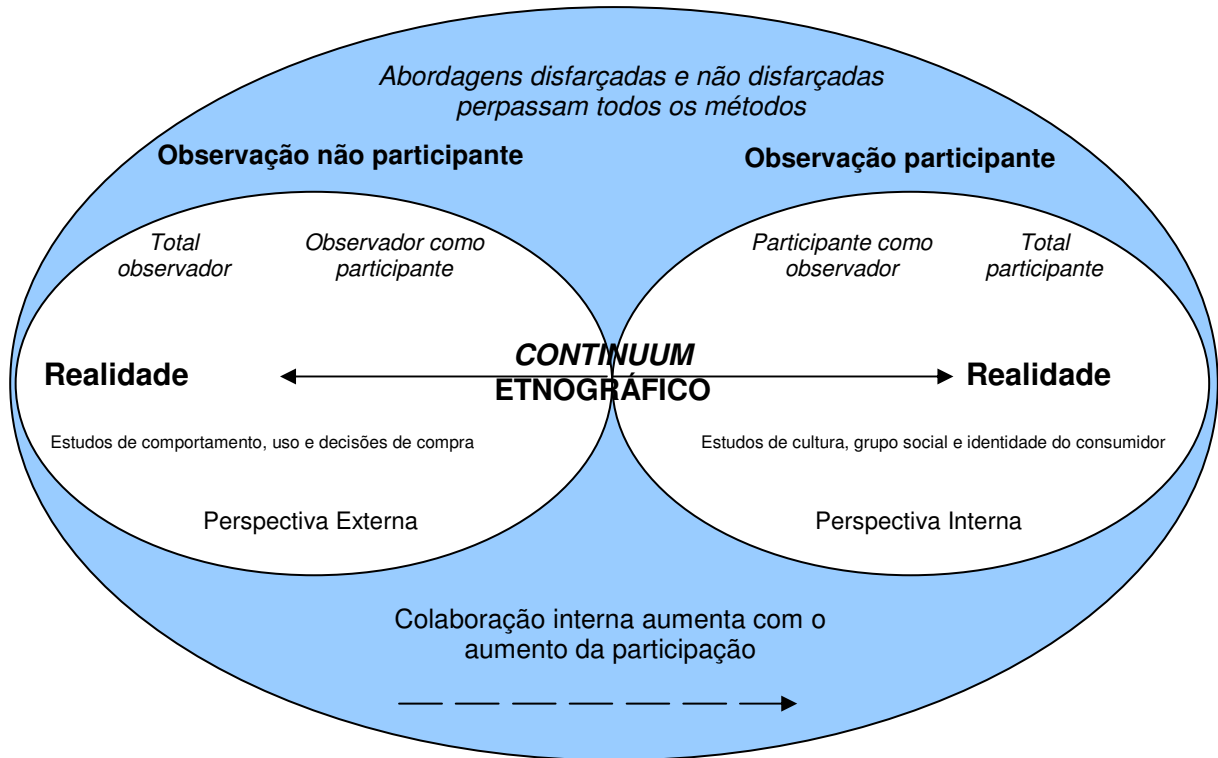 Abordagens disfarçadas e não disfarçadas
perpassam todos os métodos
Observação não participante
Observação participante
Total
observador
Observador como
participante
Participante como
observador
Total
participante
Realidade
CONTINUUM
ETNOGRÁFICO
Realidade
Estudos de comportamento, uso e decisões de compra
Estudos de cultura, grupo social e identidade do consumidor
Perspectiva Externa
Perspectiva Interna
Colaboração interna aumenta com o
aumento da participação